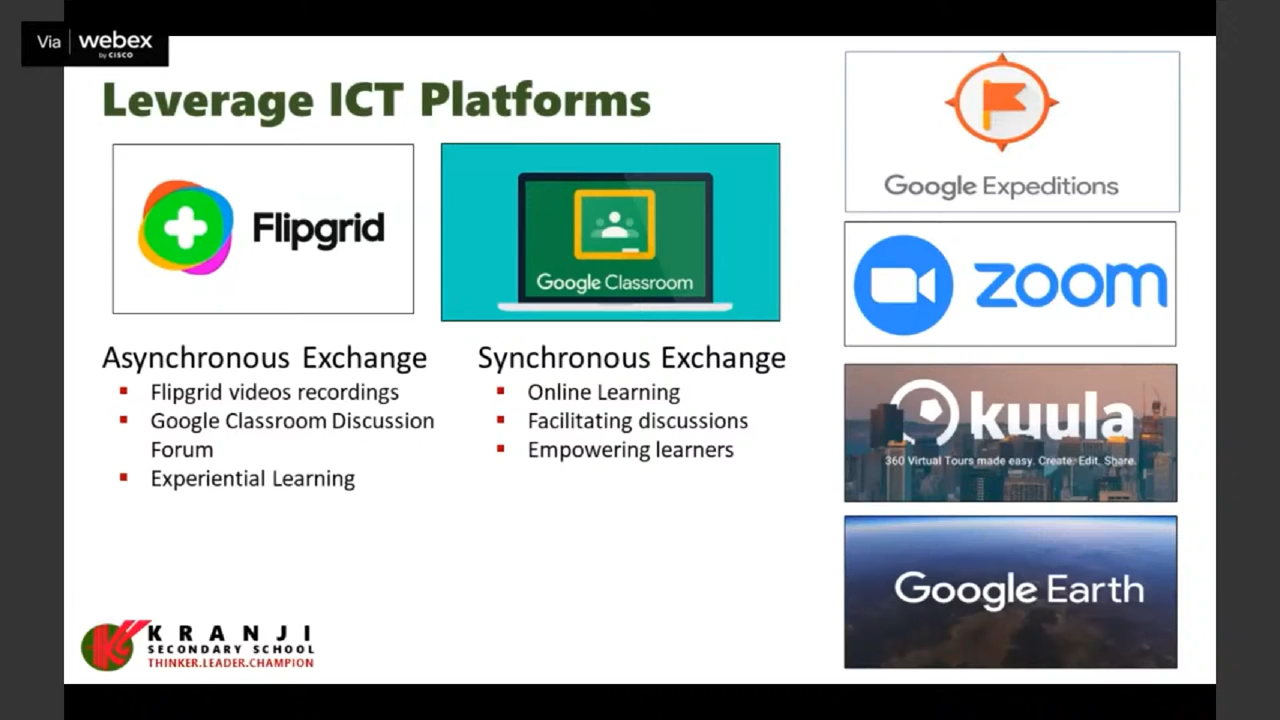 Via webex
by CISCO
Leverage ICT Platforms
Flipgrid
Google Classroom
Asynchronous Exchange
Flipgrid videos recordings
Google Classroom Discussion
Forum
Experiential Learning
Synchronous Exchange
Online Learning
Facilitating discussions
Empowering learners
Google Expeditions
zoom
kuula
360 Virtual Tours made easy. Create. Edit. Share.
Google Earth
KRANJI
SECONDARY SCHOOL
THINKER.LEADER.CHAMPION